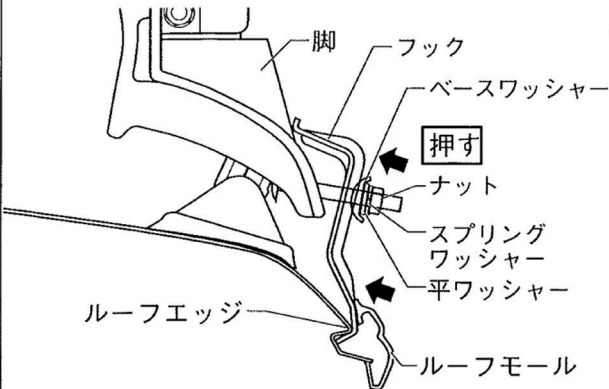 脚
フック
ベースワッシャー
押す
ナット
スプリング
ワッシャー
平ワッシャー
ルーフエッジ
ルーフモール